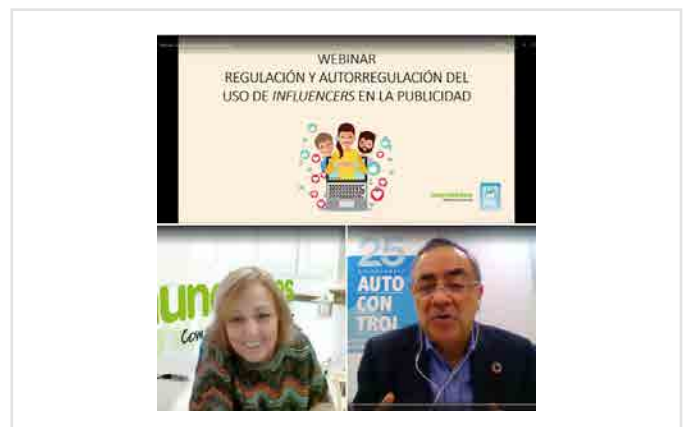 WEBINAR
REGULACIÓN Y AUTORREGULACIÓN DEL
USO DE INFLUENCERS EN LA PUBLICIDAD
25
AUTO
CON
TROL